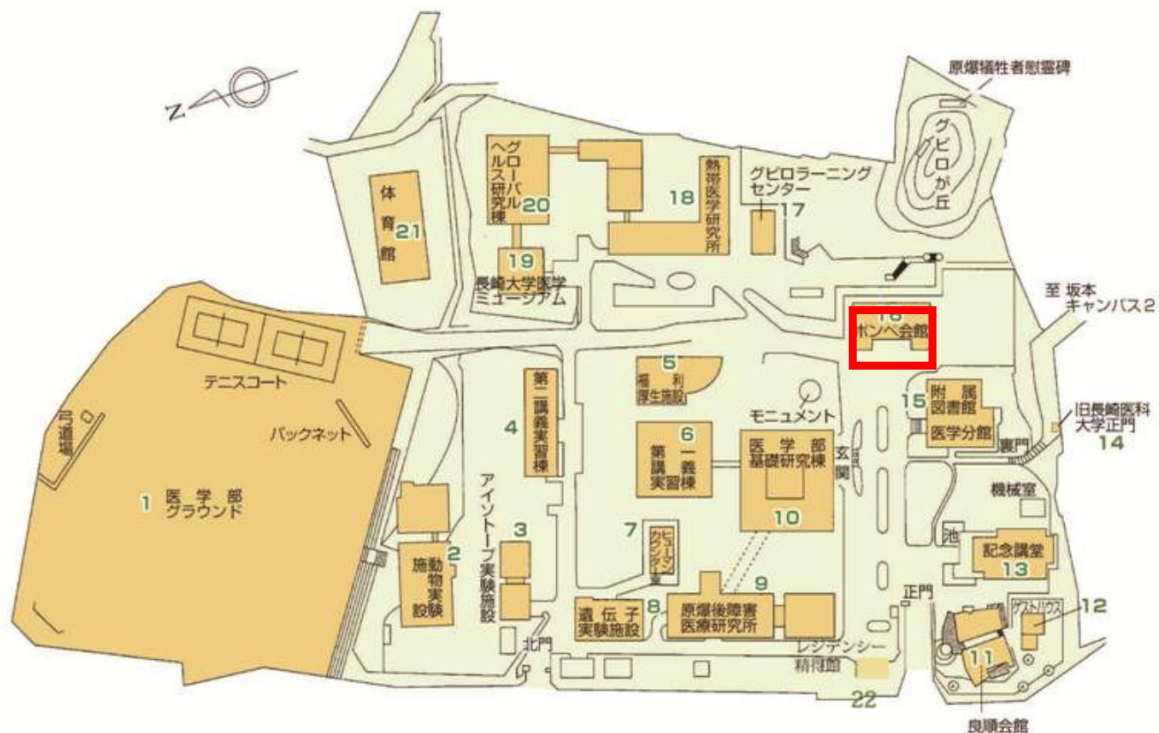 N
原爆犠牲者慰霊碑
グビロが丘
グローバル
ヘルス研究棟
20
18
熱帯医学研究所
グビロラーニング
センター
17
体育館
21
19
長崎大学医学
ミュージアム
至 坂本
キャンパス2
16
ポンペ会館
テニスコート
弓道場
バックネット
第二講義実習棟
4
5
福利
厚生施設
モニュメント
15
附属
図書館
医学分館
旧長崎医科
大学正門
14
裏門
6
第一講義実習棟
医学部
基礎研究棟
10
玄関
機械室
1
医学部
グラウンド
2
動物実験
施設
アイソトープ実験施設
3
7
ヒューマン
カウンター室
池
記念講堂
13
遺伝子
実験施設
8
原爆後障害
医療研究所
9
正門
ゲストハウス
12
北門
レジデンシー
精得館
22
11
良順会館